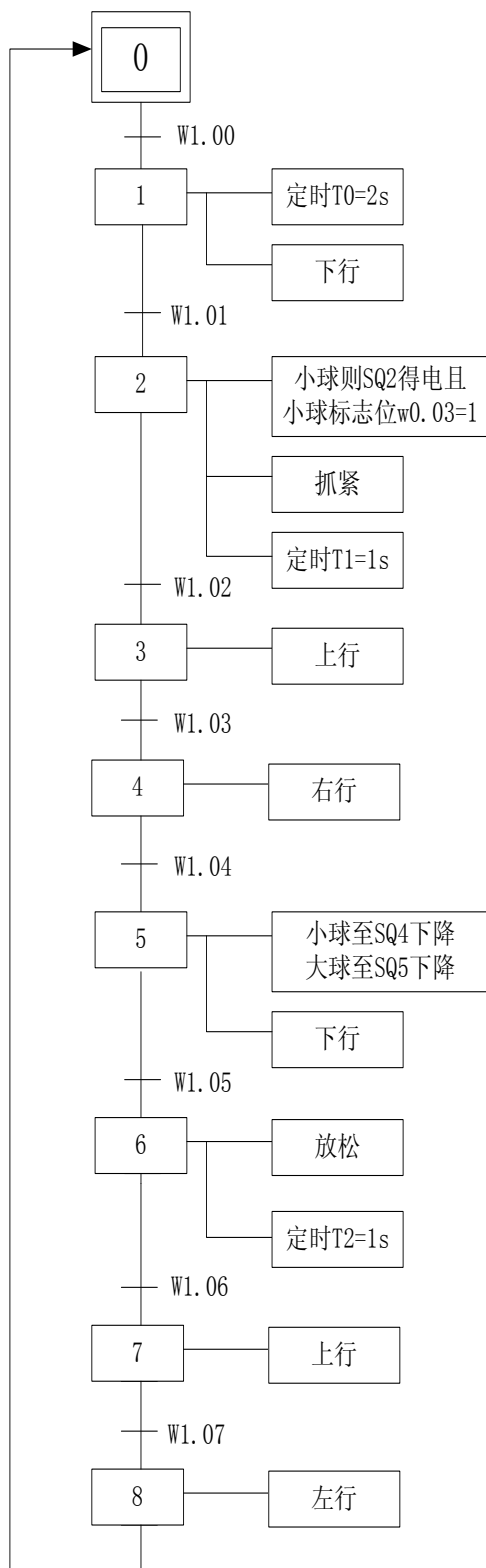 0
W1.00
1
定时T0=2s
下行
W1.01
2
小球则SQ2得电且
小球标志位w0.03=1
抓紧
定时T1=1s
W1.02
3
上行
W1.03
4
右行
W1.04
5
小球至SQ4下降
大球至SQ5下降
下行
W1.05
6
放松
定时T2=1s
W1.06
7
上行
W1.07
8
左行